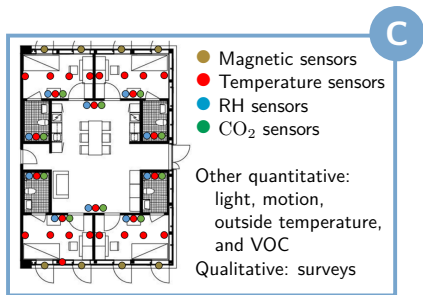 C
Magnetic sensors
Temperature sensors
RH sensors
CO₂ sensors
Other quantitative:
light, motion,
outside temperature,
and VOC
Qualitative: surveys